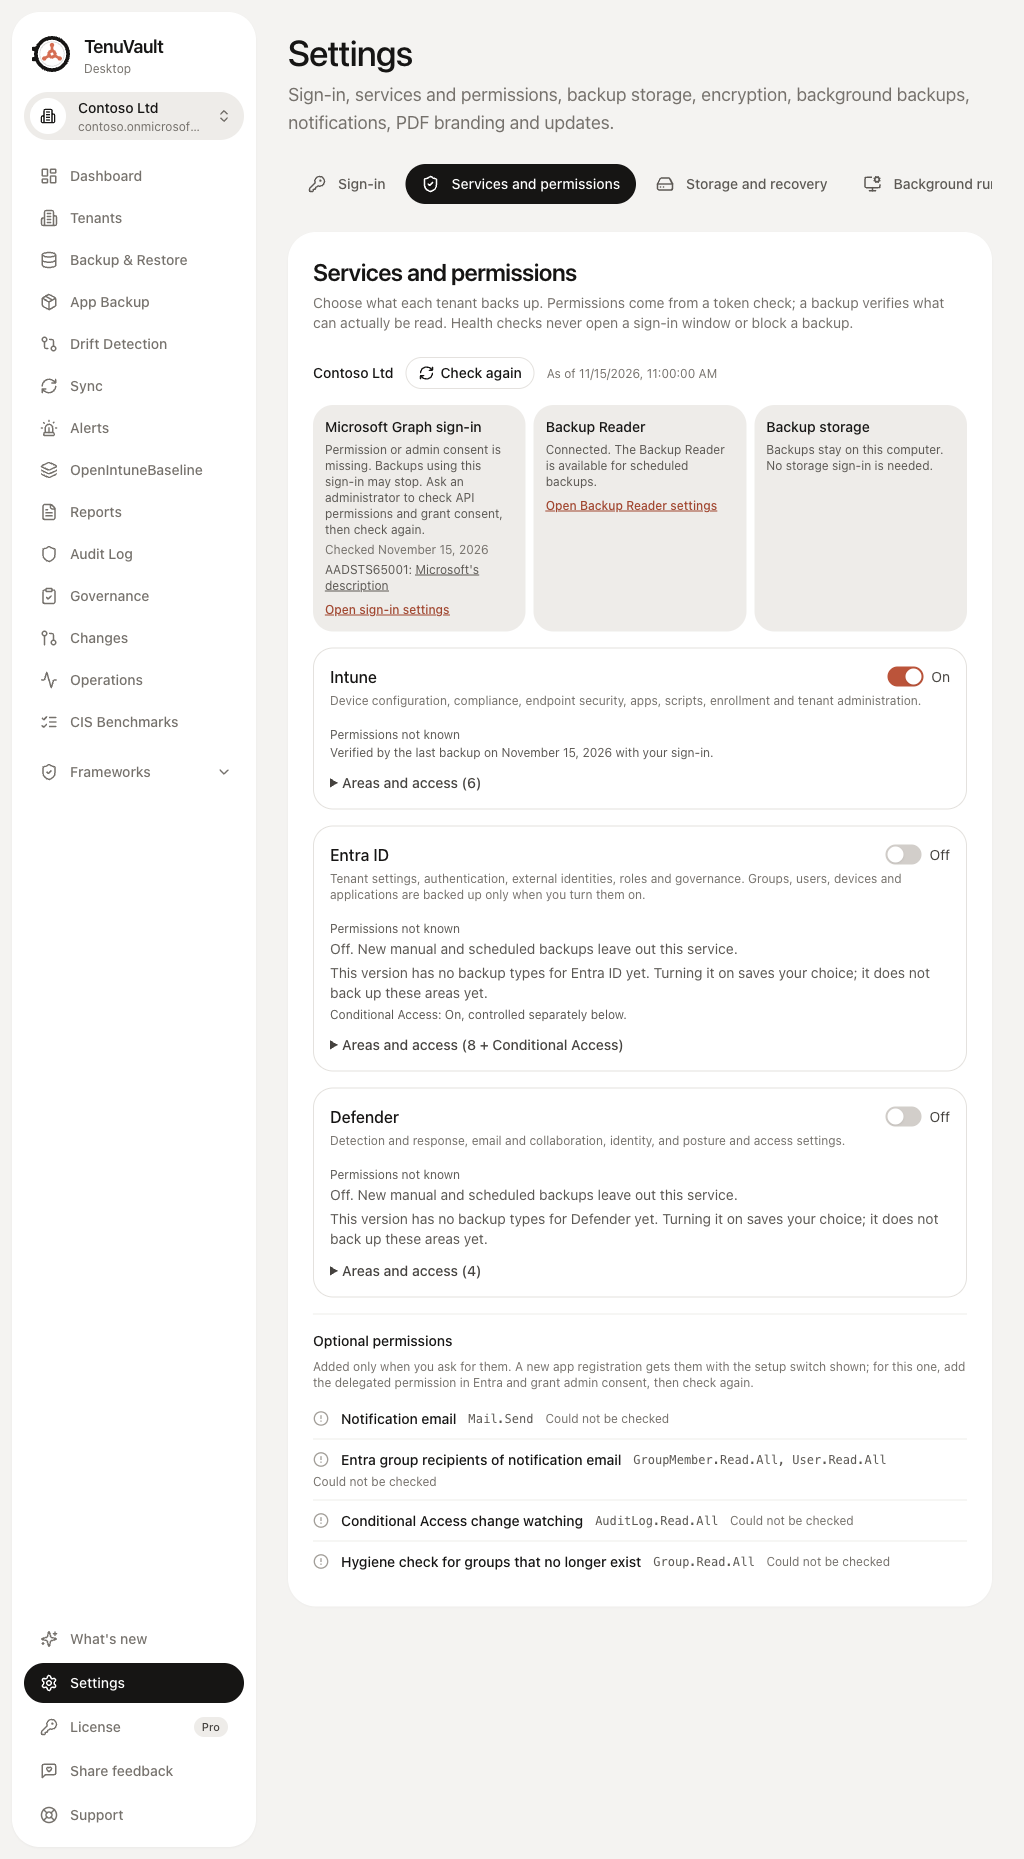 TenuVault
Desktop
Contoso Ltd
contoso.onmicrosof...
Dashboard
Tenants
Backup & Restore
App Backup
Drift Detection
Sync
Alerts
OpenIntuneBaseline
Reports
Audit Log
Governance
Changes
Operations
CIS Benchmarks
Frameworks
What's new
Settings
License
Pro
Share feedback
Support
Settings
Sign-in, services and permissions, backup storage, encryption, background backups,
notifications, PDF branding and updates.
Sign-in
Services and permissions
Storage and recovery
Background ru
Services and permissions
Choose what each tenant backs up. Permissions come from a token check; a backup verifies what
can actually be read. Health checks never open a sign-in window or block a backup.
Contoso Ltd
Check again
As of 11/15/2026, 11:00:00 AM
Microsoft Graph sign-in
Permission or admin consent is
missing. Backups using this
sign-in may stop. Ask an
administrator to check API
permissions and grant consent,
then check again.
Checked November 15, 2026
AADSTS65001: Microsoft's
description
Open sign-in settings
Backup Reader
Connected. The Backup Reader
is available for scheduled
backups.
Open Backup Reader settings
Backup storage
Backups stay on this computer.
No storage sign-in is needed.
Intune
On
Device configuration, compliance, endpoint security, apps, scripts, enrollment and tenant administration.
Permissions not known
Verified by the last backup on November 15, 2026 with your sign-in.
Areas and access (6)
Entra ID
Off
Tenant settings, authentication, external identities, roles and governance. Groups, users, devices and
applications are backed up only when you turn them on.
Permissions not known
Off. New manual and scheduled backups leave out this service.
This version has no backup types for Entra ID yet. Turning it on saves your choice; it does not
back up these areas yet.
Conditional Access: On, controlled separately below.
Areas and access (8 + Conditional Access)
Defender
Off
Detection and response, email and collaboration, identity, and posture and access settings.
Permissions not known
Off. New manual and scheduled backups leave out this service.
This version has no backup types for Defender yet. Turning it on saves your choice; it does not
back up these areas yet.
Areas and access (4)
Optional permissions
Added only when you ask for them. A new app registration gets them with the setup switch shown; for this one, add
the delegated permission in Entra and grant admin consent, then check again.
Notification email Mail.Send Could not be checked
Entra group recipients of notification email GroupMember.Read.All, User.Read.All
Could not be checked
Conditional Access change watching AuditLog.Read.All Could not be checked
Hygiene check for groups that no longer exist Group.Read.All Could not be checked